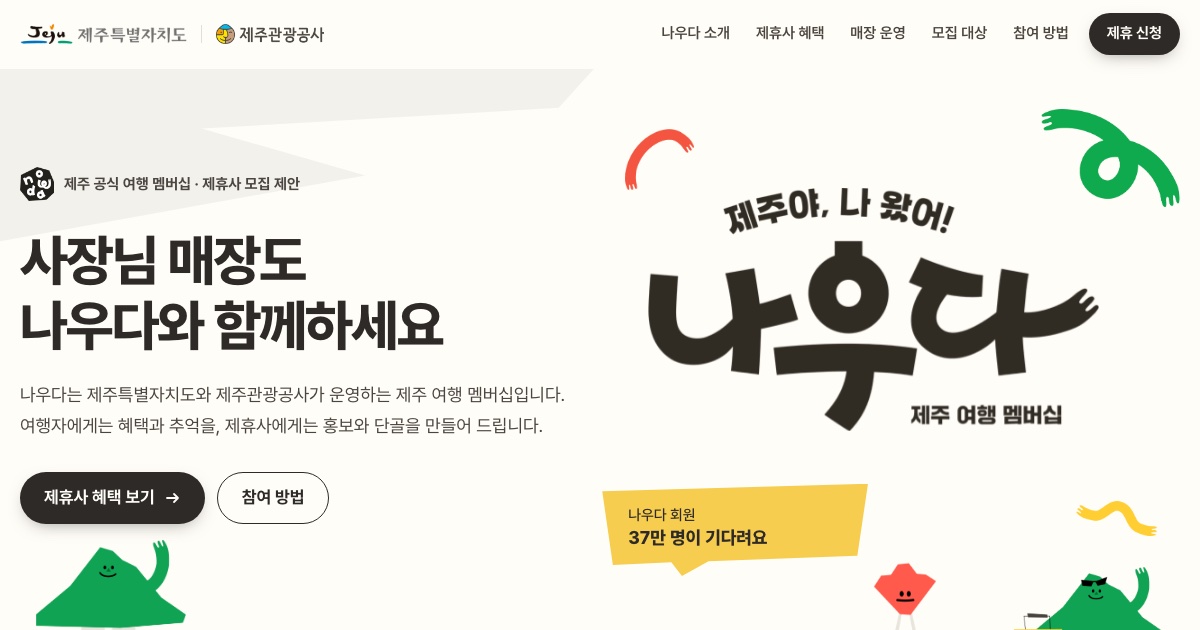 Jeju 제주특별자치도
제주관광공사
나우다 소개
제휴사 혜택
매장 운영
모집 대상
참여 방법
제휴 신청
nowda
제주 공식 여행 멤버십 · 제휴사 모집 제안
사장님 매장도
나우다와 함께하세요
나우다는 제주특별자치도와 제주관광공사가 운영하는 제주 여행 멤버십입니다.
여행자에게는 혜택과 추억을, 제휴사에게는 홍보와 단골을 만들어 드립니다.
제휴사 혜택 보기 →
참여 방법
제주야, 나 왔어!
나우다
제주 여행 멤버십
나우다 회원
37만 명이 기다려요